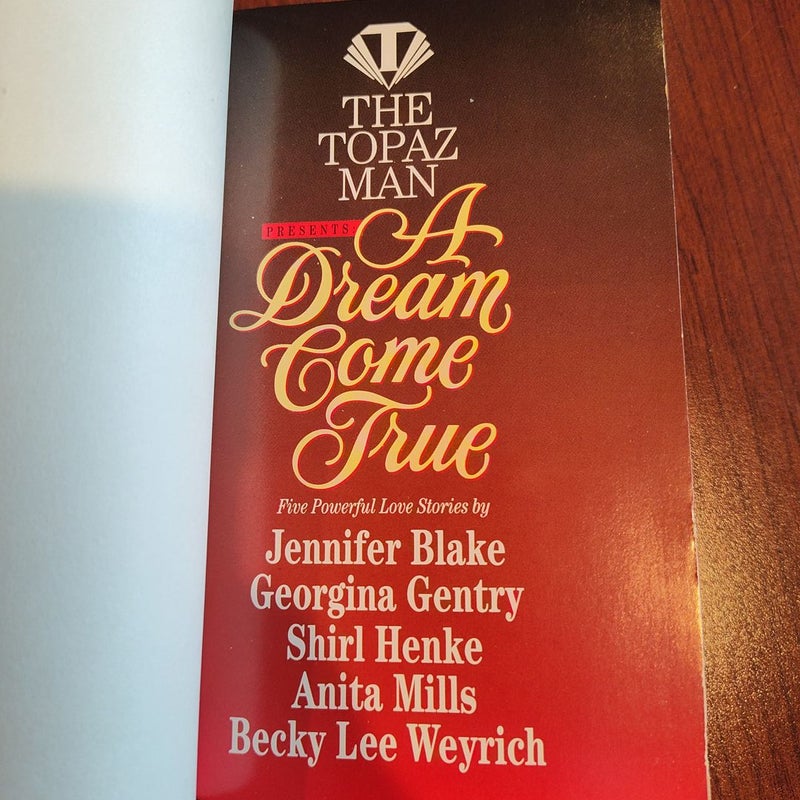 T
THE
TOPAZ
MAN
PRESENTS:
A
Dream
Come
True
Five Powerful Love Stories by
Jennifer Blake
Georgina Gentry
Shirl Henke
Anita Mills
Becky Lee Weyrich